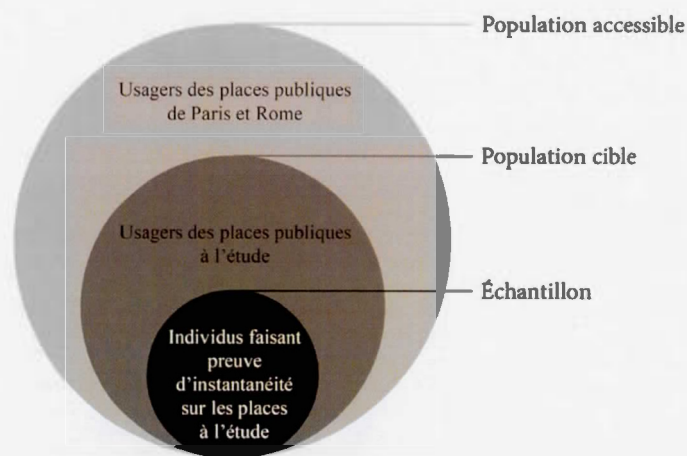 Population accessible
Usagers des places publiques
de Paris et Rome
Population cible
Usagers des places publiques
à l'étude
Échantillon
Individus faisant
preuve
d'instantanéité
sur les places
à l'étude